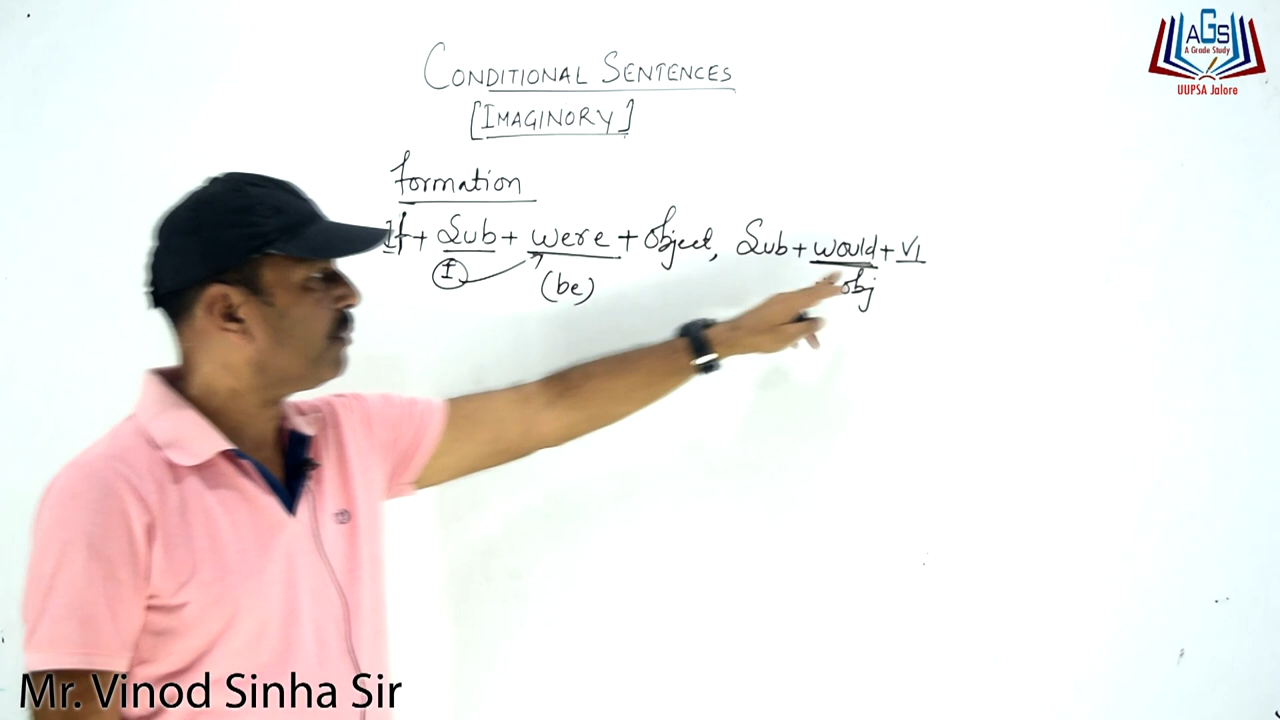 CONDITIONAL SENTENCES
[IMAGINORY]
Formation
If + Sub + were + Object, Sub + would + V1
I
(be)
obj
AGS
A Grade Study
UUPSA Jalore
Mr. Vinod Sinha Sir